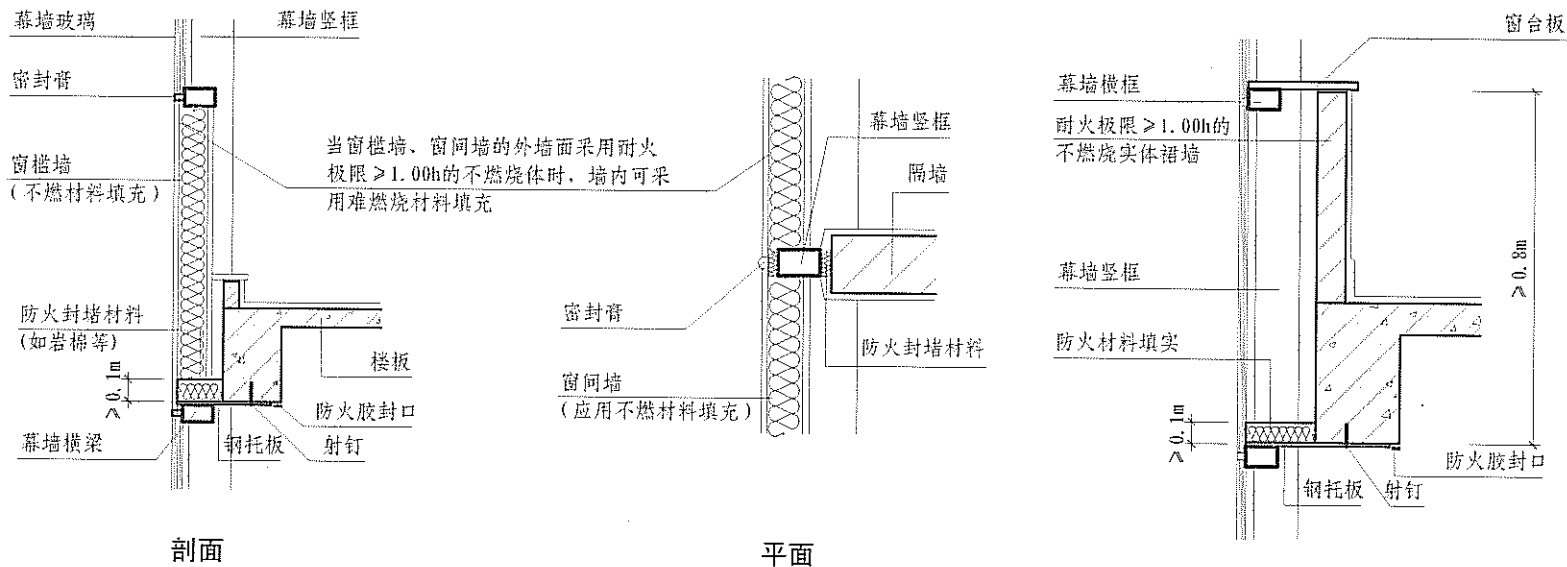 幕墙玻璃
幕墙竖框
密封膏
窗槛墙
(不燃材料填充)
防火封堵材料
(如岩棉等)
≥0.1m
幕墙横梁
楼板
防火胶封口
钢托板
射钉
剖面
当窗槛墙、窗间墙的外墙面采用耐火
极限≥1.00h的不燃烧体时，墙内可采
用难燃烧材料填充
幕墙竖框
隔墙
密封膏
防火封堵材料
窗间墙
(应用不燃材料填充)
平面
窗台板
幕墙横框
耐火极限≥1.00h的
不燃烧实体裙墙
幕墙竖框
≥0.8m
防火材料填实
≥0.1m
防火胶封口
钢托板
射钉